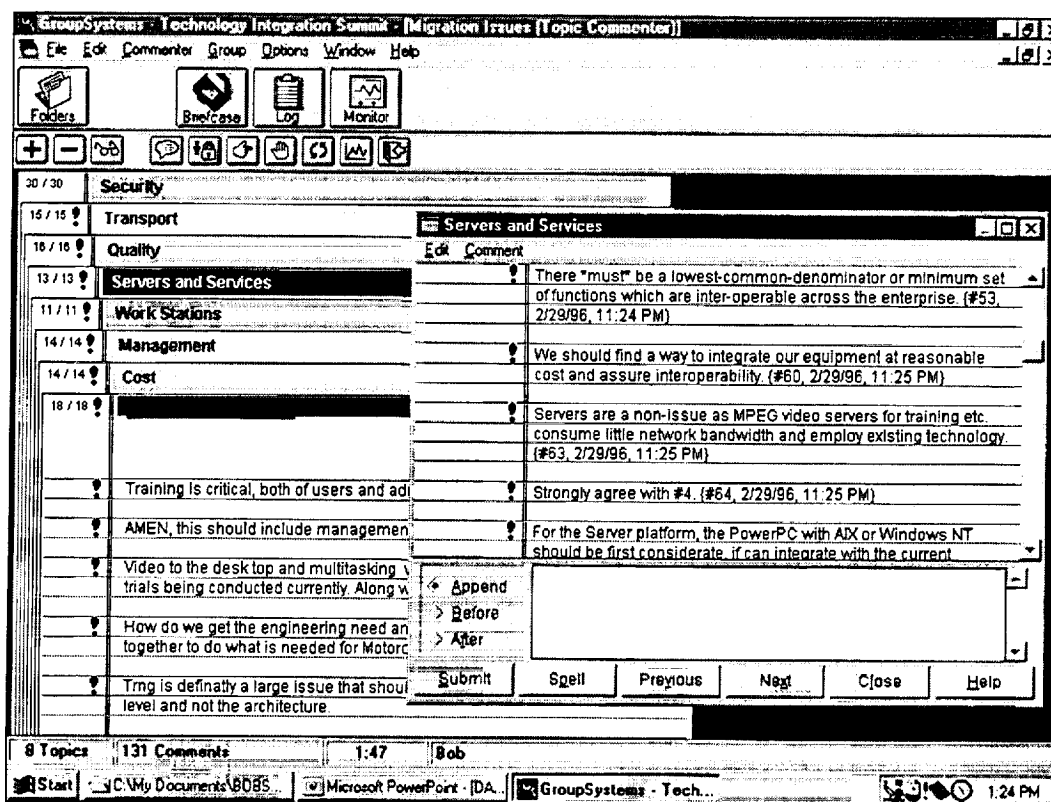 GroupSystems - Technology Integration Summit - [Migration Issues {Topic Commenter}]
File Edit Commenter Group Options Window Help
Folders Briefcase Log Monitor
30 / 30 Security
15 / 15 Transport
16 / 16 Quality
13 / 13 Servers and Services
11 / 11 Work Stations
14 / 14 Management
14 / 14 Cost
18 / 18
Training is critical, both of users and
AMEN, this should include managemen
Video to the desk top and multitasking
trials being conducted currently. Along w
How do we get the engineering need an
together to do what is needed for Motoro
Trng is definatly a large issue that shoul
level and not the architecture.
Servers and Services
Edit Comment
There "must" be a lowest-common-denominator or minimum set
of functions which are inter-operable across the enterprise. {#53,
2/29/96, 11:24 PM}
We should find a way to integrate our equipment at reasonable
cost and assure interoperability. {#60, 2/29/96, 11:25 PM}
Servers are a non-issue as MPEG video servers for training etc.
consume little network bandwidth and employ existing technology.
{#63, 2/29/96, 11:25 PM}
Strongly agree with #4. {#64, 2/29/96, 11:25 PM}
For the Server platform, the PowerPC with AIX or Windows NT
should be first considerate, if can integrate with the current
Append
Before
After
Submit Spell Previous Next Close Help
8 Topics 131 Comments 1:47 Bob
Start C:\My Documents\BOBS Microsoft PowerPoint - [DA... GroupSystems - Tech... 1:24 PM